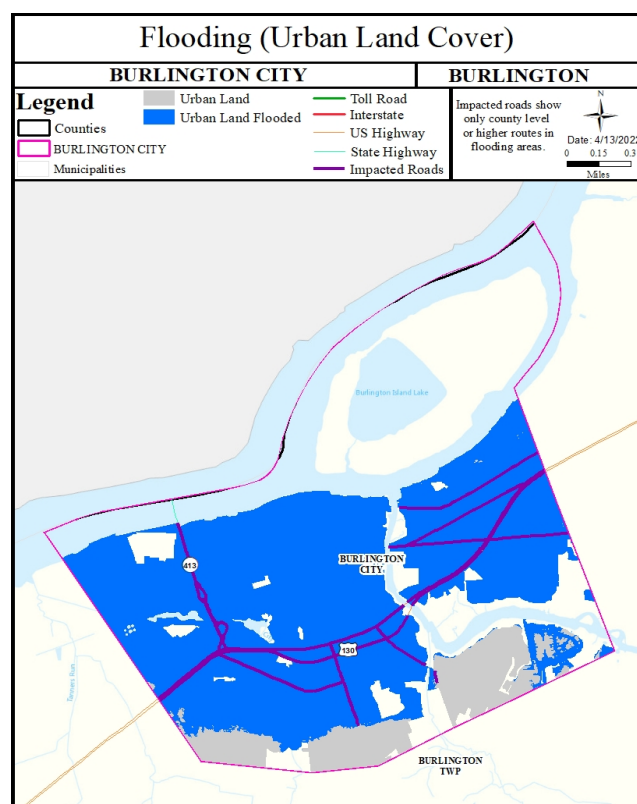 Flooding (Urban Land Cover)
BURLINGTON CITY
BURLINGTON
Legend
Counties
BURLINGTON CITY
Municipalities
Urban Land
Urban Land Flooded
Toll Road
Interstate
US Highway
State Highway
Impacted Roads
Impacted roads show
only county level
or higher routes in
flooding areas.
N
Date: 4/13/2022
0 0.15 0.3
Miles
Burlington Island Lake
413
BURLINGTON
CITY
130
Tanners Run
BURLINGTON
TWP